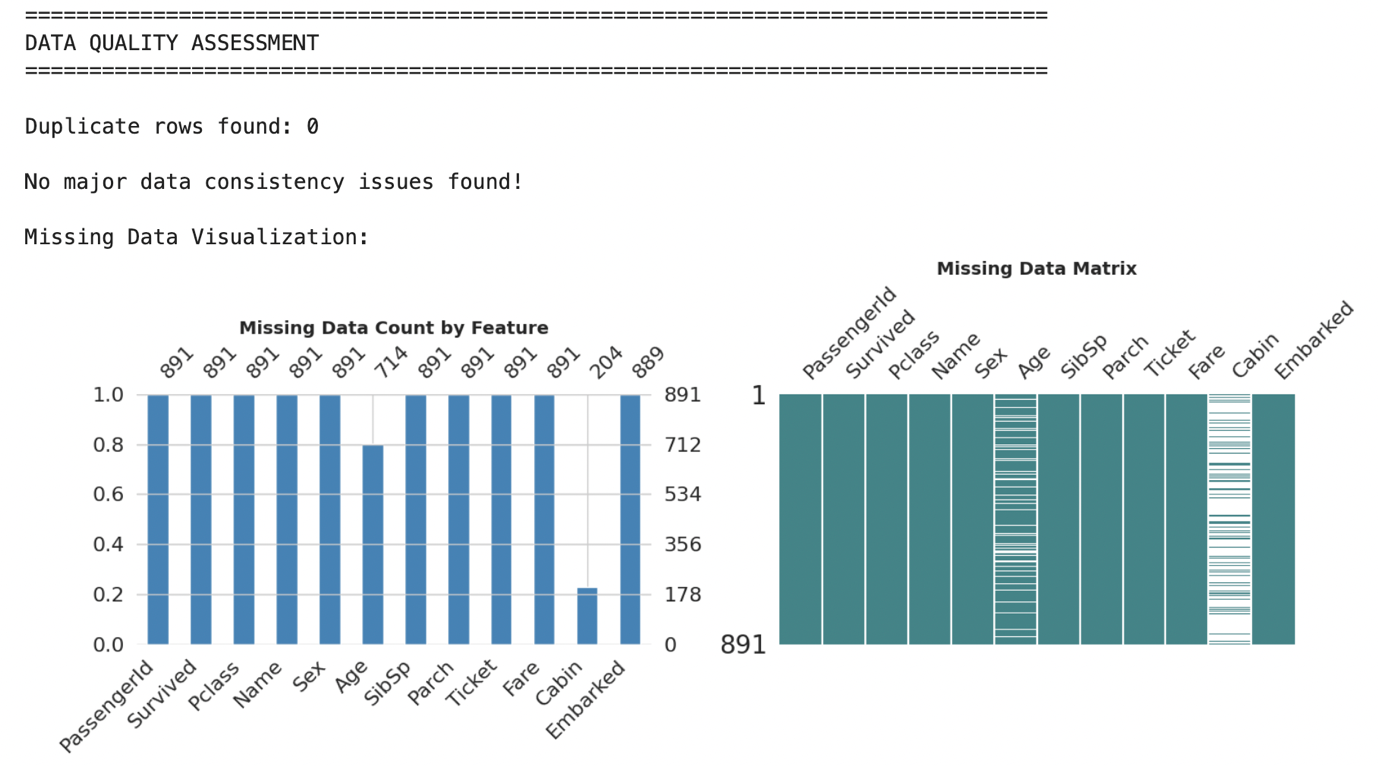 ================================================================================
DATA QUALITY ASSESSMENT
================================================================================
Duplicate rows found: 0
No major data consistency issues found!
Missing Data Visualization:
Missing Data Count by Feature
891 891 891 891 891 714 891 891 891 891 204 889
1.0 891
0.8 712
0.6 534
0.4 356
0.2 178
0.0 0
PassengerId Survived Pclass Name Sex Age SibSp Parch Ticket Fare Cabin Embarked
Missing Data Matrix
PassengerId Survived Pclass Name Sex Age SibSp Parch Ticket Fare Cabin Embarked
1
891